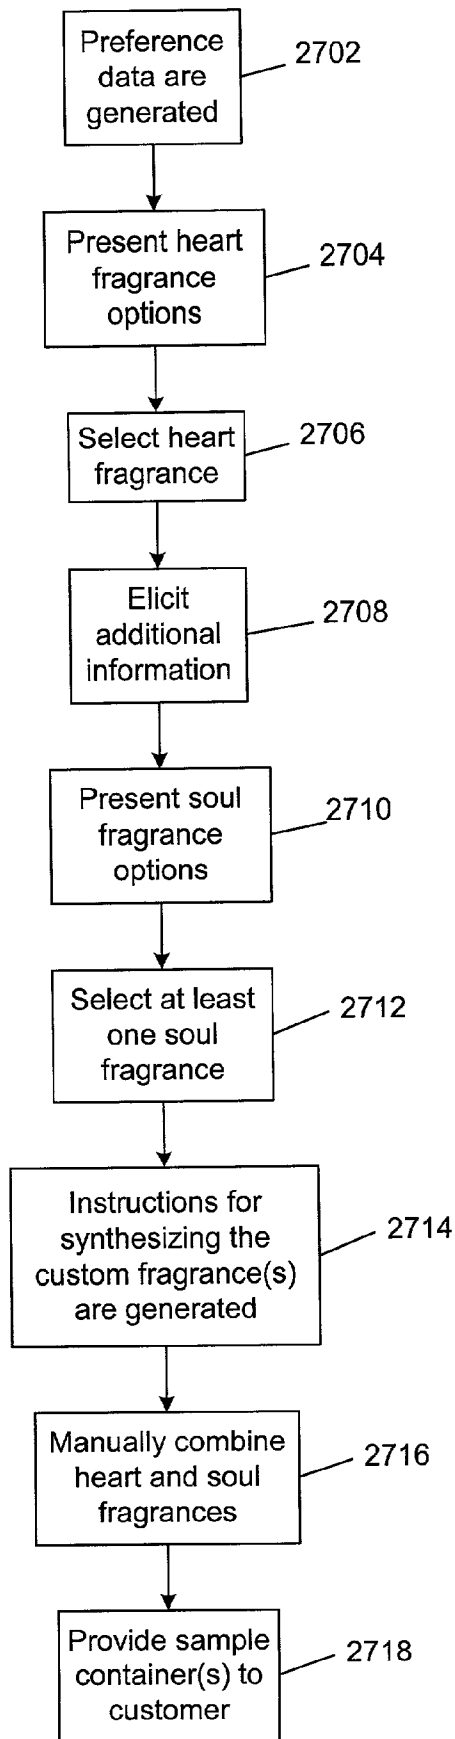 Preference
data are
generated
2702
Present heart
fragrance
options
2704
Select heart
fragrance
2706
Elicit
additional
information
2708
Present soul
fragrance
options
2710
Select at least
one soul
fragrance
2712
Instructions for
synthesizing the
custom fragrance(s)
are generated
2714
Manually combine
heart and soul
fragrances
2716
Provide sample
container(s) to
customer
2718